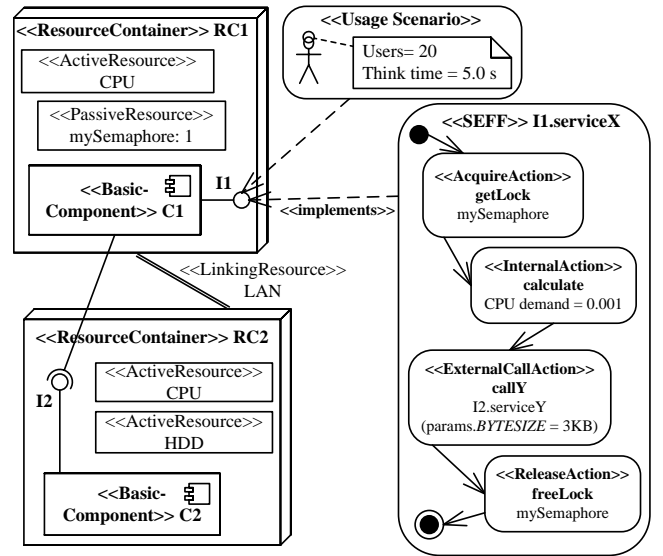 <<ResourceContainer>> RC1
<<ActiveResource>>
CPU
<<PassiveResource>>
mySemaphore: 1
<<Basic-
Component>> C1
I1
<<Usage Scenario>>
Users= 20
Think time = 5.0 s
<<implements>>
<<LinkingResource>>
LAN
<<ResourceContainer>> RC2
<<ActiveResource>>
CPU
I2
<<ActiveResource>>
HDD
<<Basic-
Component>> C2
<<SEFF>> I1.serviceX
<<AcquireAction>>
getLock
mySemaphore
<<InternalAction>>
calculate
CPU demand = 0.001
<<ExternalCallAction>>
callY
I2.serviceY
(params.BYTESIZE = 3KB)
<<ReleaseAction>>
freeLock
mySemaphore